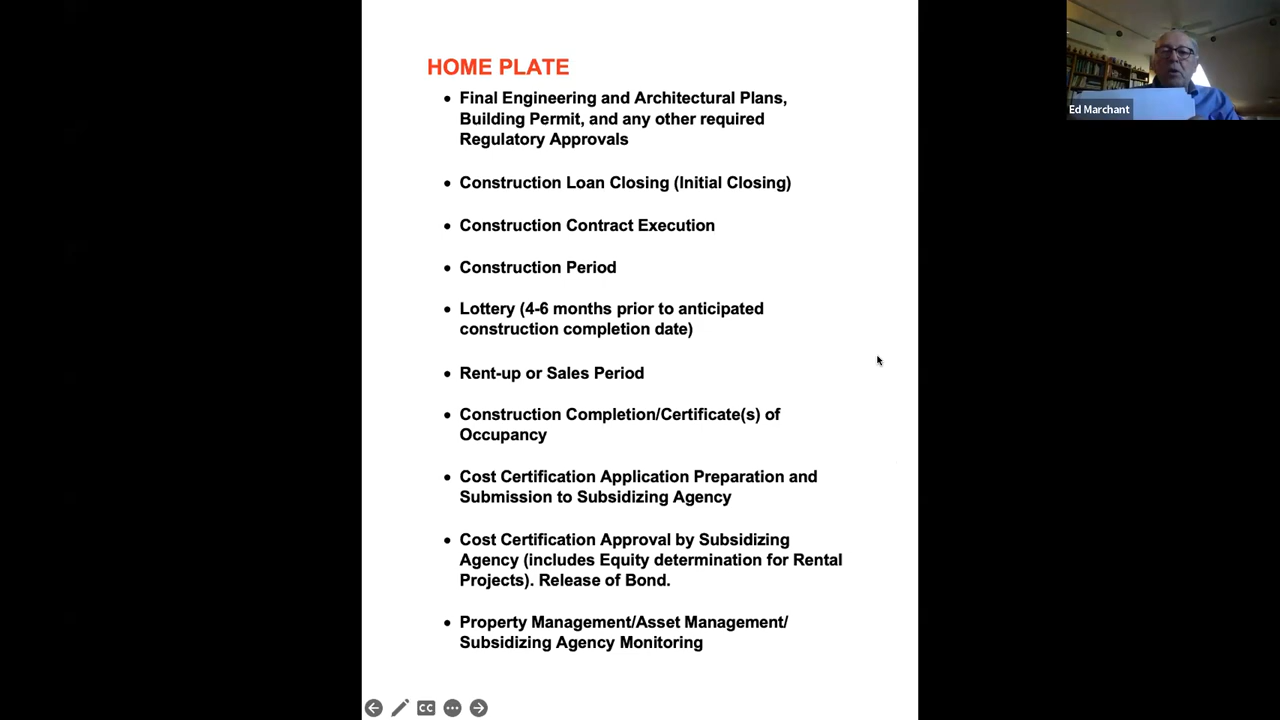 HOME PLATE
• Final Engineering and Architectural Plans,
Building Permit, and any other required
Regulatory Approvals
• Construction Loan Closing (Initial Closing)
• Construction Contract Execution
• Construction Period
• Lottery (4-6 months prior to anticipated
construction completion date)
• Rent-up or Sales Period
• Construction Completion/Certificate(s) of
Occupancy
• Cost Certification Application Preparation and
Submission to Subsidizing Agency
• Cost Certification Approval by Subsidizing
Agency (includes Equity determination for Rental
Projects). Release of Bond.
• Property Management/Asset Management/
Subsidizing Agency Monitoring
Ed Marchant
CC